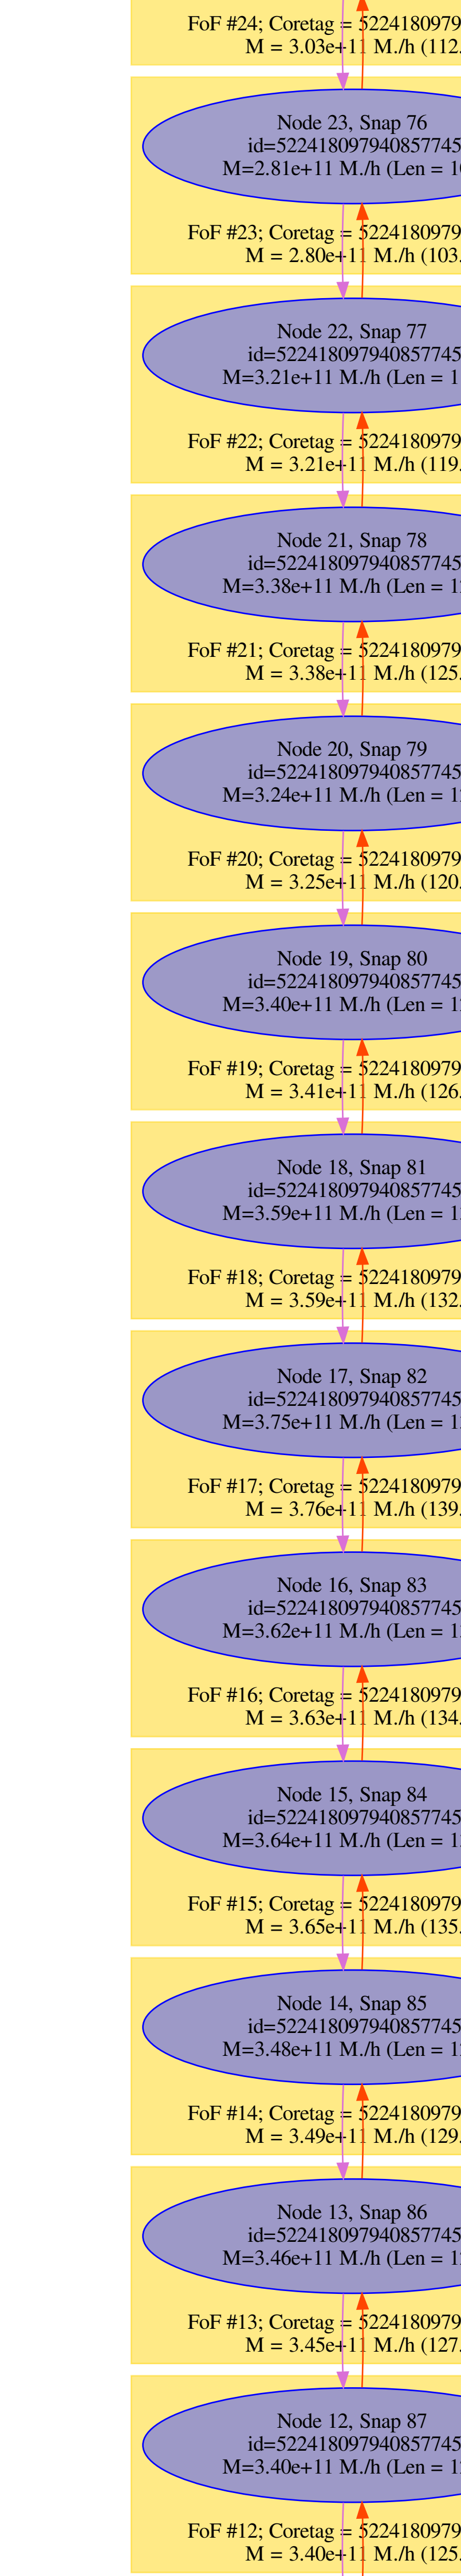 FoF #24; Coretag = 5224180979
M = 3.03e+11 M./h (112.
Node 23, Snap 76
id=522418097940857745
M=2.81e+11 M./h (Len = 10
FoF #23; Coretag = 5224180979
M = 2.80e+11 M./h (103.
Node 22, Snap 77
id=522418097940857745
M=3.21e+11 M./h (Len = 1
FoF #22; Coretag = 5224180979
M = 3.21e+11 M./h (119.
Node 21, Snap 78
id=522418097940857745
M=3.38e+11 M./h (Len = 12
FoF #21; Coretag = 5224180979
M = 3.38e+11 M./h (125.
Node 20, Snap 79
id=522418097940857745
M=3.24e+11 M./h (Len = 12
FoF #20; Coretag = 5224180979
M = 3.25e+11 M./h (120.
Node 19, Snap 80
id=522418097940857745
M=3.40e+11 M./h (Len = 12
FoF #19; Coretag = 5224180979
M = 3.41e+11 M./h (126.
Node 18, Snap 81
id=522418097940857745
M=3.59e+11 M./h (Len = 13
FoF #18; Coretag = 5224180979
M = 3.59e+11 M./h (132.
Node 17, Snap 82
id=522418097940857745
M=3.75e+11 M./h (Len = 13
FoF #17; Coretag = 5224180979
M = 3.76e+11 M./h (139.
Node 16, Snap 83
id=522418097940857745
M=3.62e+11 M./h (Len = 13
FoF #16; Coretag = 5224180979
M = 3.63e+11 M./h (134.
Node 15, Snap 84
id=522418097940857745
M=3.64e+11 M./h (Len = 13
FoF #15; Coretag = 5224180979
M = 3.65e+11 M./h (135.
Node 14, Snap 85
id=522418097940857745
M=3.48e+11 M./h (Len = 12
FoF #14; Coretag = 5224180979
M = 3.49e+11 M./h (129.
Node 13, Snap 86
id=522418097940857745
M=3.46e+11 M./h (Len = 12
FoF #13; Coretag = 5224180979
M = 3.45e+11 M./h (127.
Node 12, Snap 87
id=522418097940857745
M=3.40e+11 M./h (Len = 12
FoF #12; Coretag = 5224180979
M = 3.40e+11 M./h (125.